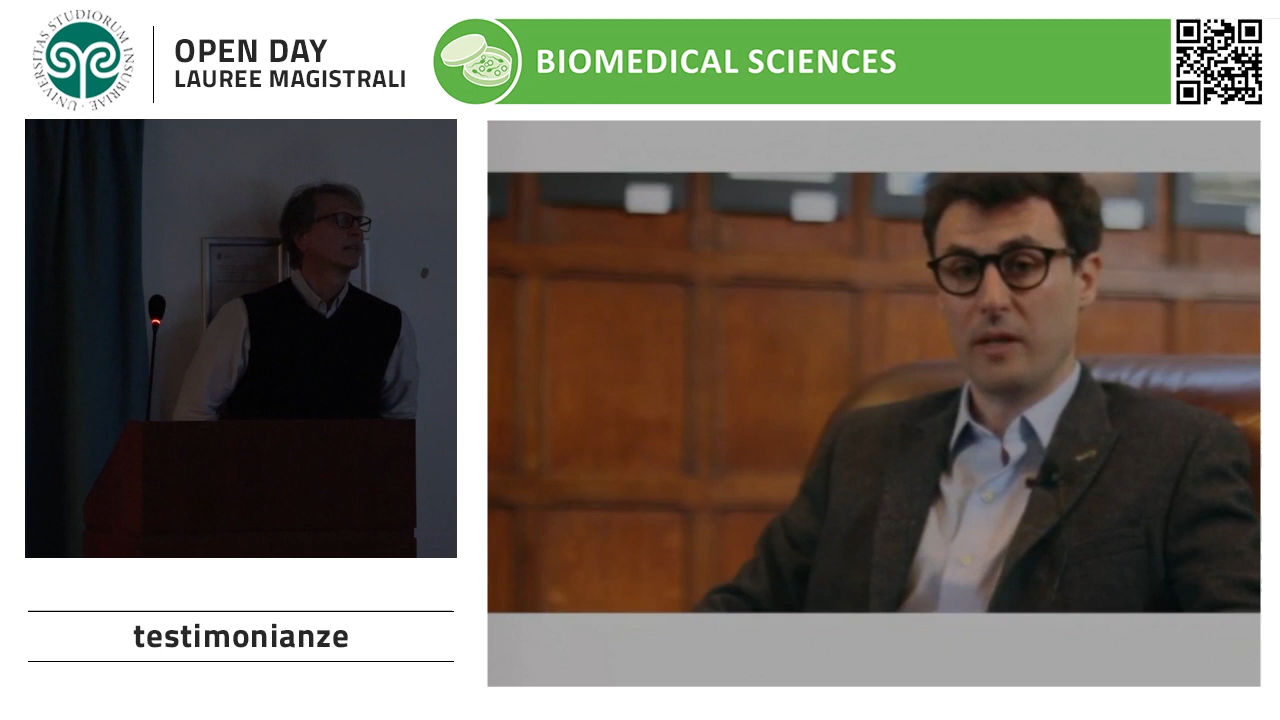 UNIVERSITAS STUDIORUM INSUBRIAE
OPEN DAY
LAUREE MAGISTRALI
BIOMEDICAL SCIENCES
testimonianze